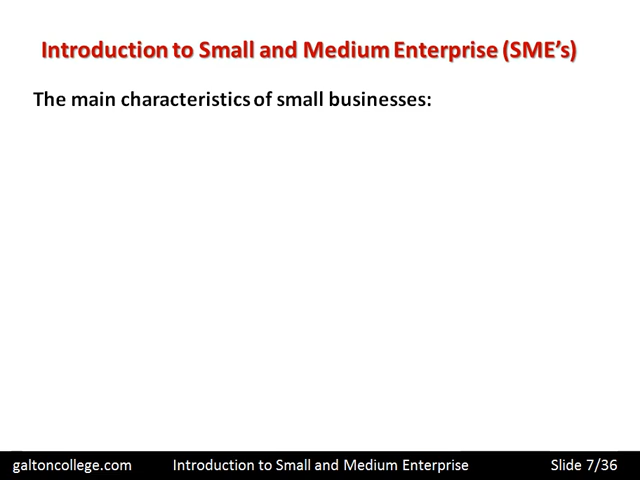 Introduction to Small and Medium Enterprise (SME's)
The main characteristics of small businesses:
galtoncollege.com Introduction to Small and Medium Enterprise Slide 7/36